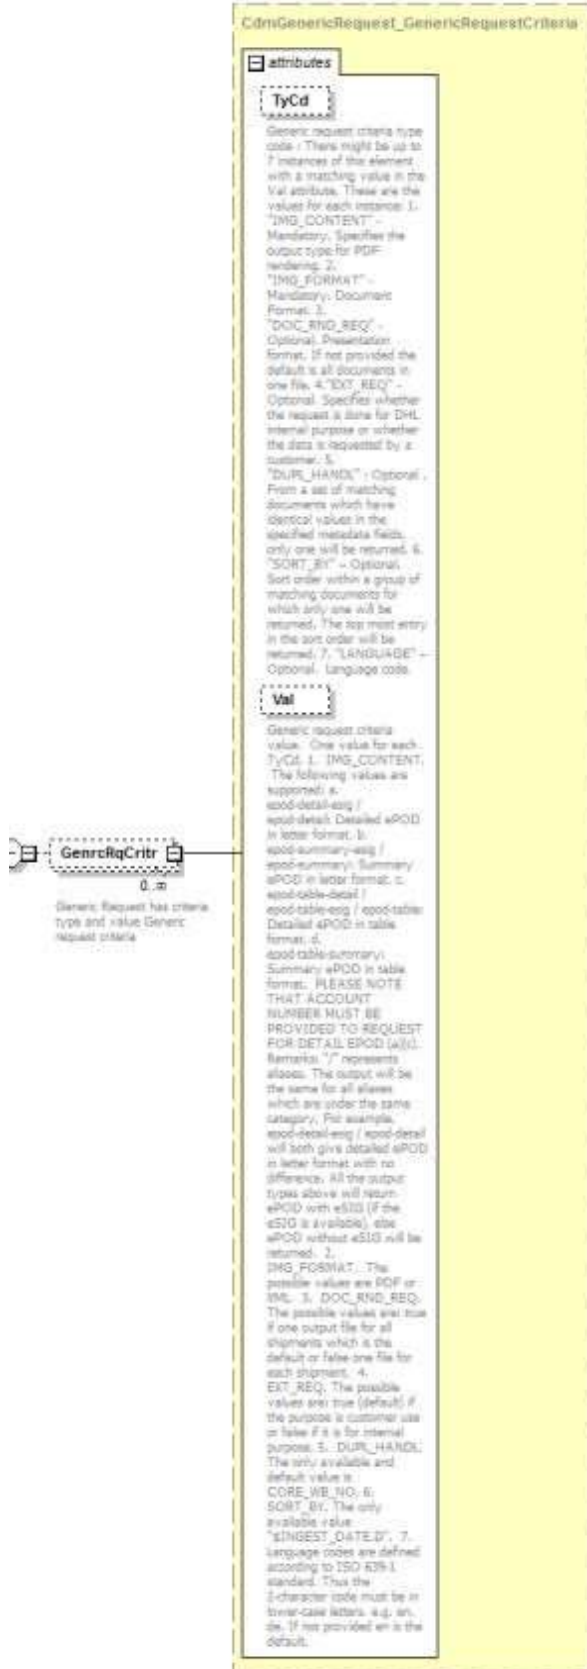 CdmGenericRequest_GenericRequestCriteria
attributes
TyCd
Generic request criteria type
code : There might be up to
7 instances of this element
with a matching value in the
Val attribute. These are the
values for each instance: 1.
"IMG_CONTENT" -
Mandatory. Specifies the
output type for PDF
rendering. 2.
"IMG_FORMAT" -
Mandatory. Document
Format. 3.
"DOC_RND_REQ" -
Optional. Presentation
format. If not provided the
default is all documents in
one file. 4."EXT_REQ" -
Optional. Specifies whether
the request is done for DHL
internal purpose or whether
the data is requested by a
customer. 5.
"DUPL_HANDL" - Optional .
From a set of matching
documents which have
identical values in the
specified metadata fields,
only one will be returned. 6.
"SORT_BY" – Optional.
Sort order within a group of
matching documents for
which only one will be
returned. The top most entry
in the sort order will be
returned. 7. "LANGUAGE" –
Optional. Language code.
Val
Generic request criteria
value. One value for each
TyCd. 1. IMG_CONTENT.
The following values are
supported: a.
epod-detail-esig /
epod-detail: Detailed ePOD
in letter format. b.
epod-summary-esig /
epod-summary: Summary
ePOD in letter format. c.
epod-table-detail /
epod-table-esig / epod-table:
Detailed ePOD in table
format. d.
epod-table-summary:
Summary ePOD in table
format. PLEASE NOTE
THAT ACCOUNT
NUMBER MUST BE
PROVIDED TO REQUEST
FOR DETAIL EPOD (a)(c).
Remarks: "/" represents
aliases. The output will be
the same for all aliases
which are under the same
category. For example,
epod-detail-esig / epod-detail
will both give detailed ePOD
in letter format with no
difference. All the output
types above will return
ePOD with eSIG (if the
eSIG is available), else
ePOD without eSIG will be
returned. 2.
IMG_FORMAT. The
possible values are PDF or
XML. 3. DOC_RND_REQ.
The possible values are: true
if one output file for all
shipments which is the
default or false one file for
each shipment. 4.
EXT_REQ. The possible
values are: true (default) if
the purpose is customer use
or false if it is for internal
purpose. 5. DUPL_HANDL.
The only available and
default value is
CORE_WB_NO. 6.
SORT_BY. The only
available value
"$INGEST_DATE,D". 7.
Language codes are defined
according to ISO 639-1
standard. Thus the
2-character code must be in
lower-case letters. e.g. en,
de. If not provided en is the
default.
GenrcRqCritr
0..∞
Generic Request has criteria
type and value Generic
request criteria